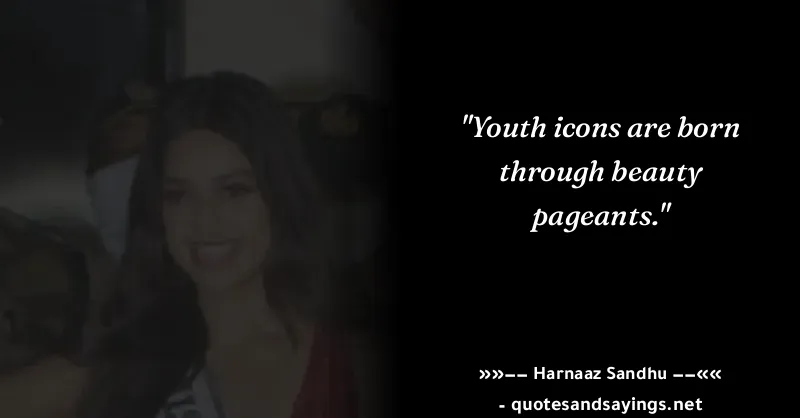 "Youth icons are born
through beauty
pageants."
»»−− Harnaaz Sandhu −−««
- quotesandsayings.net